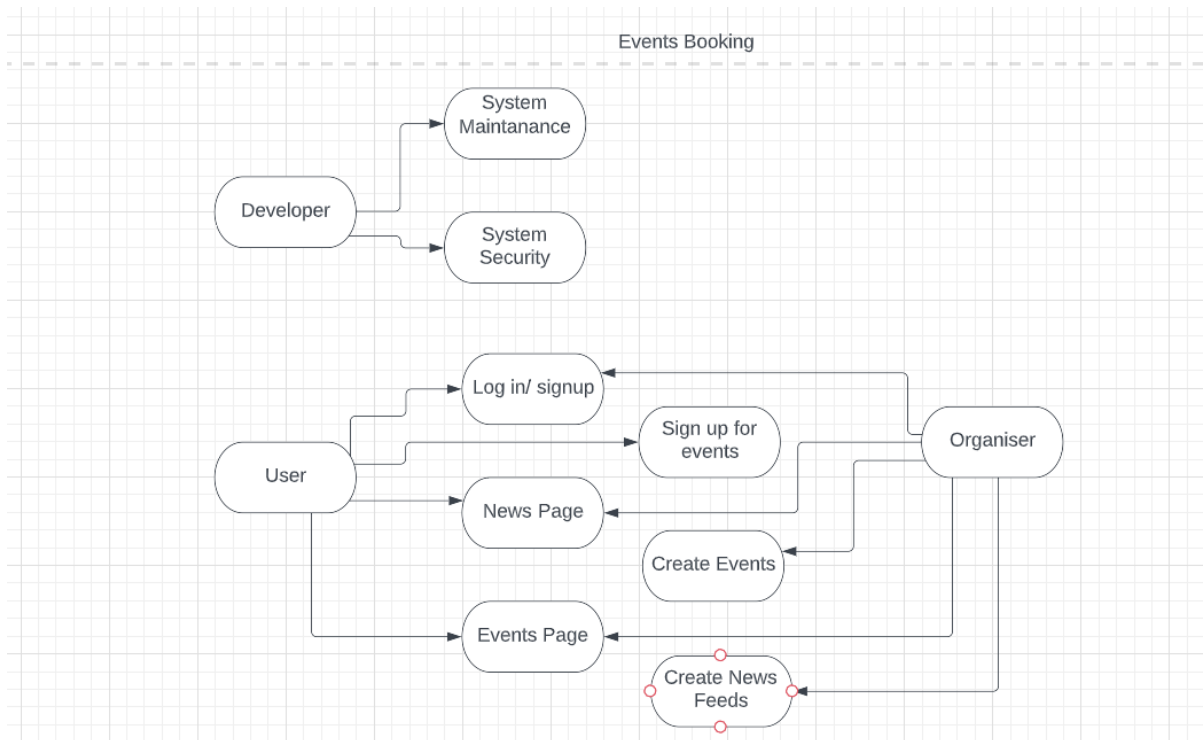 Events Booking
System
Maintanance
Developer
System
Security
Log in/ signup
Sign up for
events
Organiser
User
News Page
Create Events
Events Page
Create News
Feeds